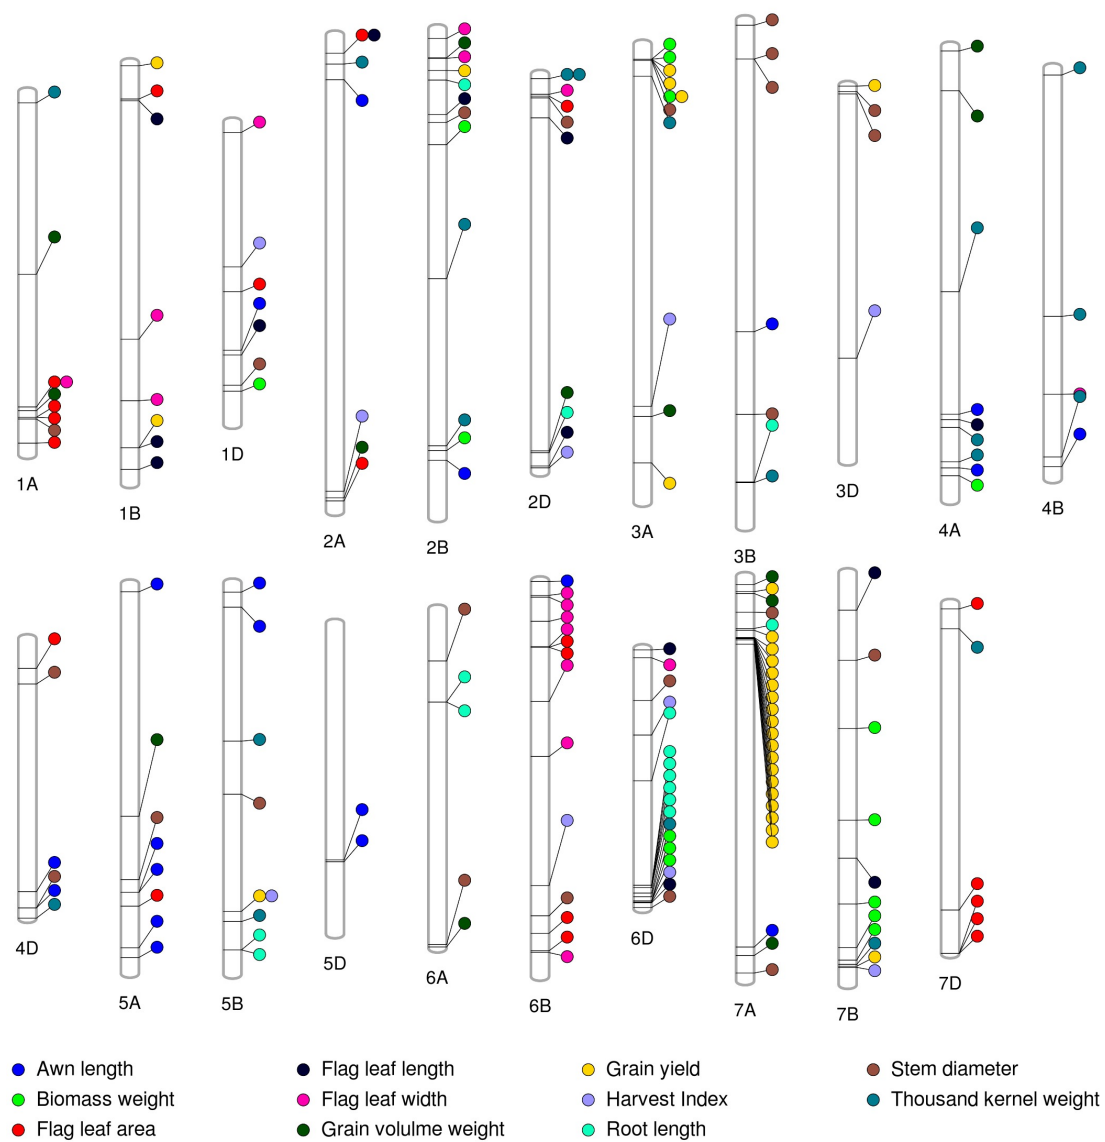 1A
1B
1D
2A
2B
2D
3A
3B
3D
4A
4B
4D
5A
5B
5D
6A
6B
6D
7A
7B
7D
Awn length
Biomass weight
Flag leaf area
Flag leaf length
Flag leaf width
Grain volulme weight
Grain yield
Harvest Index
Root length
Stem diameter
Thousand kernel weight